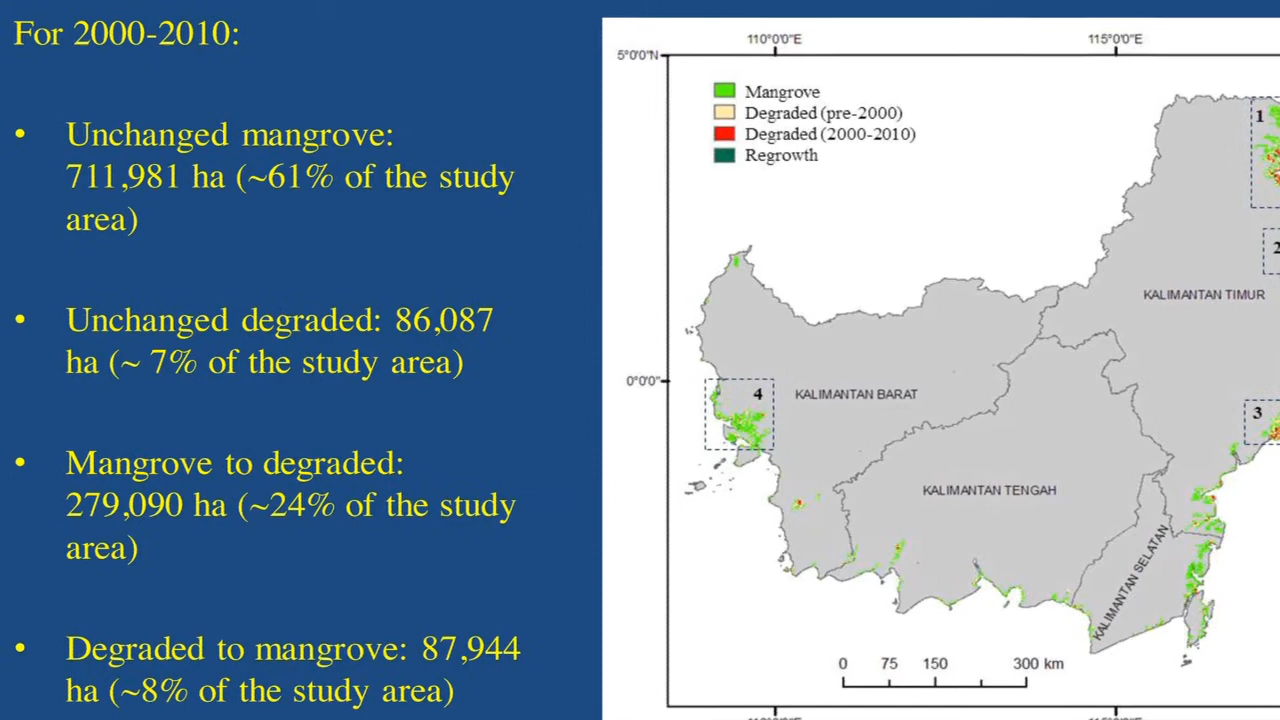 For 2000-2010:
• Unchanged mangrove:
711,981 ha (~61% of the study
area)
• Unchanged degraded: 86,087
ha (~ 7% of the study area)
• Mangrove to degraded:
279,090 ha (~24% of the study
area)
• Degraded to mangrove: 87,944
ha (~8% of the study area)
110°0'0"E
115°0'0"E
5°0'0"N
Mangrove
Degraded (pre-2000)
Degraded (2000-2010)
Regrowth
1
2
KALIMANTAN TIMUR
0°0'0"
4
KALIMANTAN BARAT
3
KALIMANTAN TENGAH
KALIMANTAN SELATAN
0 75 150 300 km